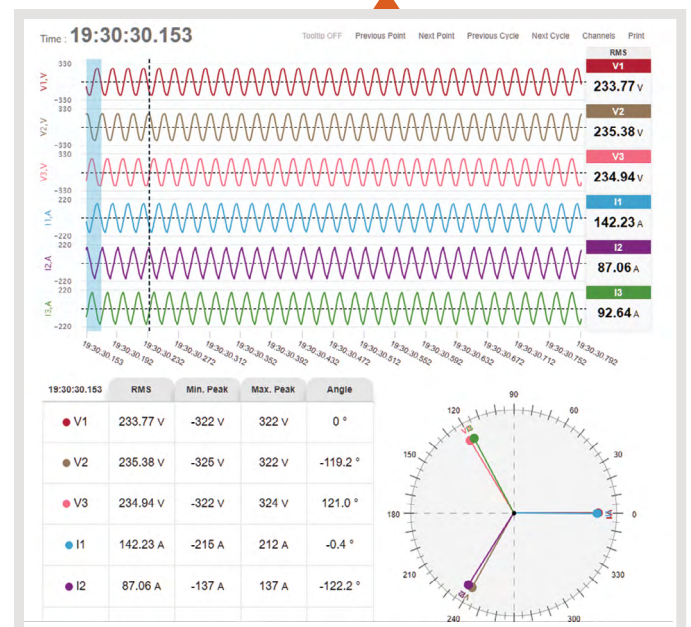 Time : 19:30:30.153
Tooltip OFF Previous Point Next Point Previous Cycle Next Cycle Channels Print
RMS
V1
233.77 V
V2
235.38 V
V3
234.94 V
I1
142.23 A
I2
87.06 A
I3
92.64 A
330
V1,V
-330
330
V2,V
-330
330
V3,V
-330
220
I1,A
-220
220
I2,A
-220
220
I3,A
-220
19:30:30.153 19:30:30.192 19:30:30.232 19:30:30.272 19:30:30.312 19:30:30.352 19:30:30.392 19:30:30.432 19:30:30.472 19:30:30.512 19:30:30.552 19:30:30.592 19:30:30.632 19:30:30.672 19:30:30.712 19:30:30.752 19:30:30.792
19:30:30.153 RMS Min. Peak Max. Peak Angle
V1 233.77 V -322 V 322 V 0 °
V2 235.38 V -325 V 322 V -119.2 °
V3 234.94 V -322 V 324 V 121.0 °
I1 142.23 A -215 A 212 A -0.4 °
I2 87.06 A -137 A 137 A -122.2 °
90
120 60
150 30
180 0
210 330
240 300